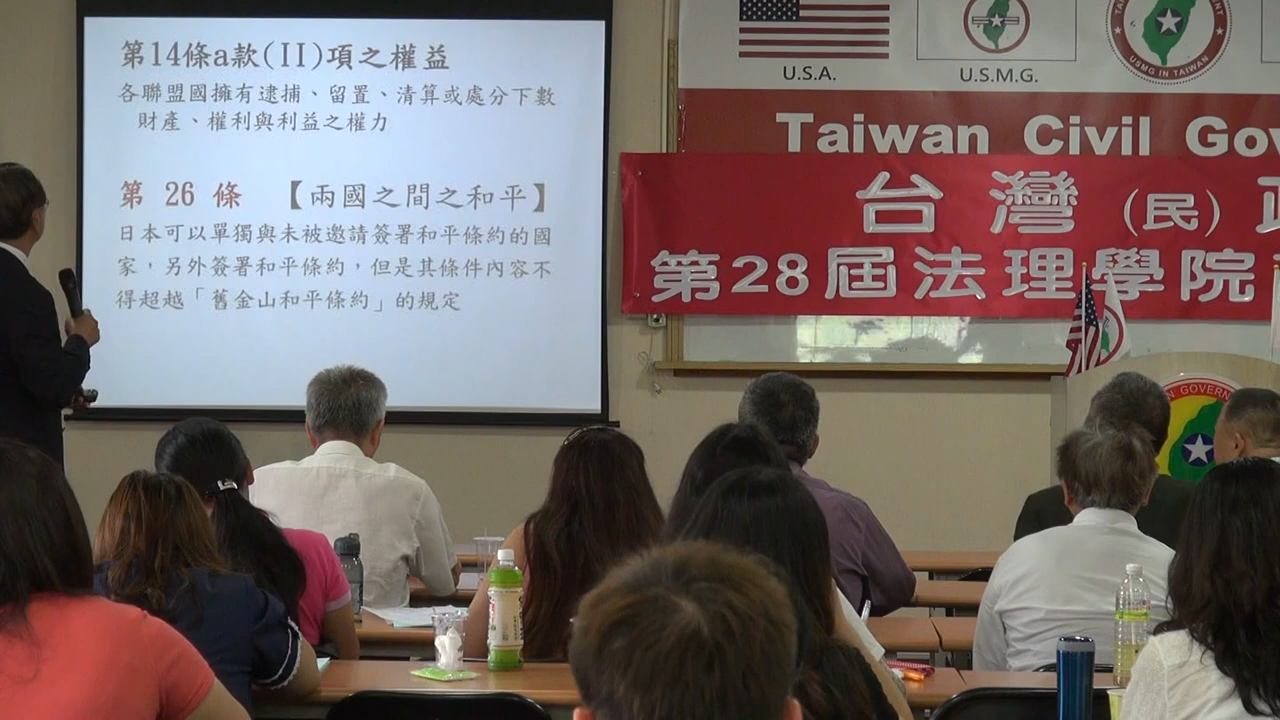 第14條a款(II)項之權益
各聯盟國擁有逮捕、留置、清算或處分下數
財產、權利與利益之權力
第 26 條 【兩國之間之和平】
日本可以單獨與未被邀請簽署和平條約的國
家，另外簽署和平條約，但是其條件內容不
得超越「舊金山和平條約」的規定
U.S.A.
U.S.M.G.
USMG IN TAIWAN
Taiwan Civil Gov
台灣(民)政
第28屆法理學院
GOVERN